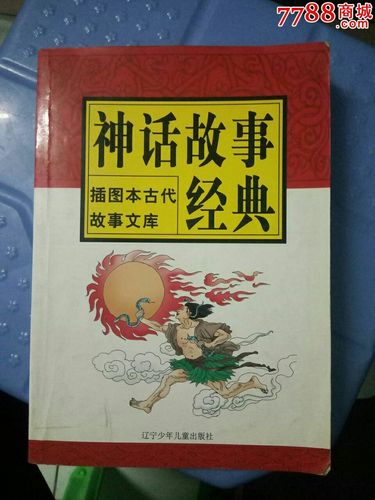 7788商城
.com
神话故事
经典
插图本古代
故事文库
辽宁少年儿童出版社